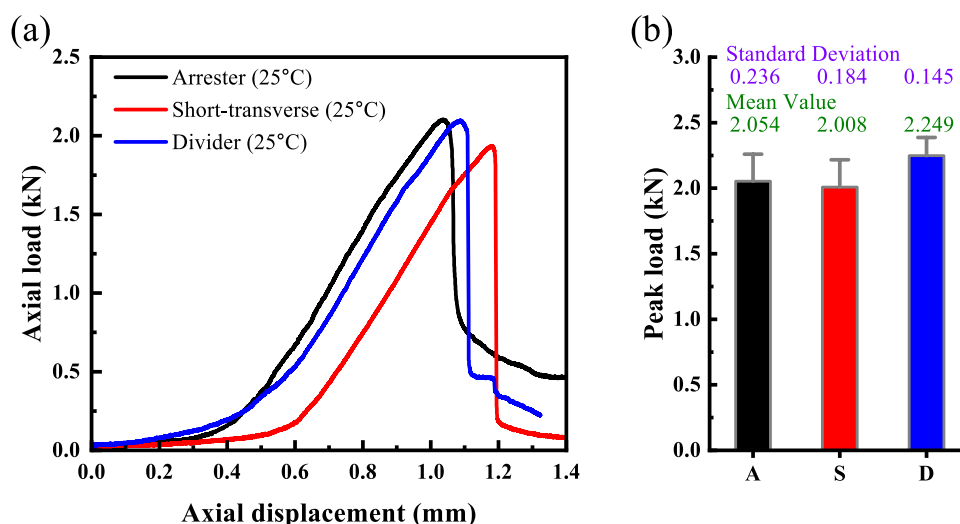 (a)
2.5
2.0
1.5
1.0
0.5
0.0
Axial load (kN)
Arrester (25°C)
Short-transverse (25°C)
Divider (25°C)
0.0 0.2 0.4 0.6 0.8 1.0 1.2 1.4
Axial displacement (mm)
(b)
3.0
2.5
2.0
1.5
1.0
0.5
0.0
Peak load (kN)
Standard Deviation
0.236 0.184 0.145
Mean Value
2.054 2.008 2.249
A S D